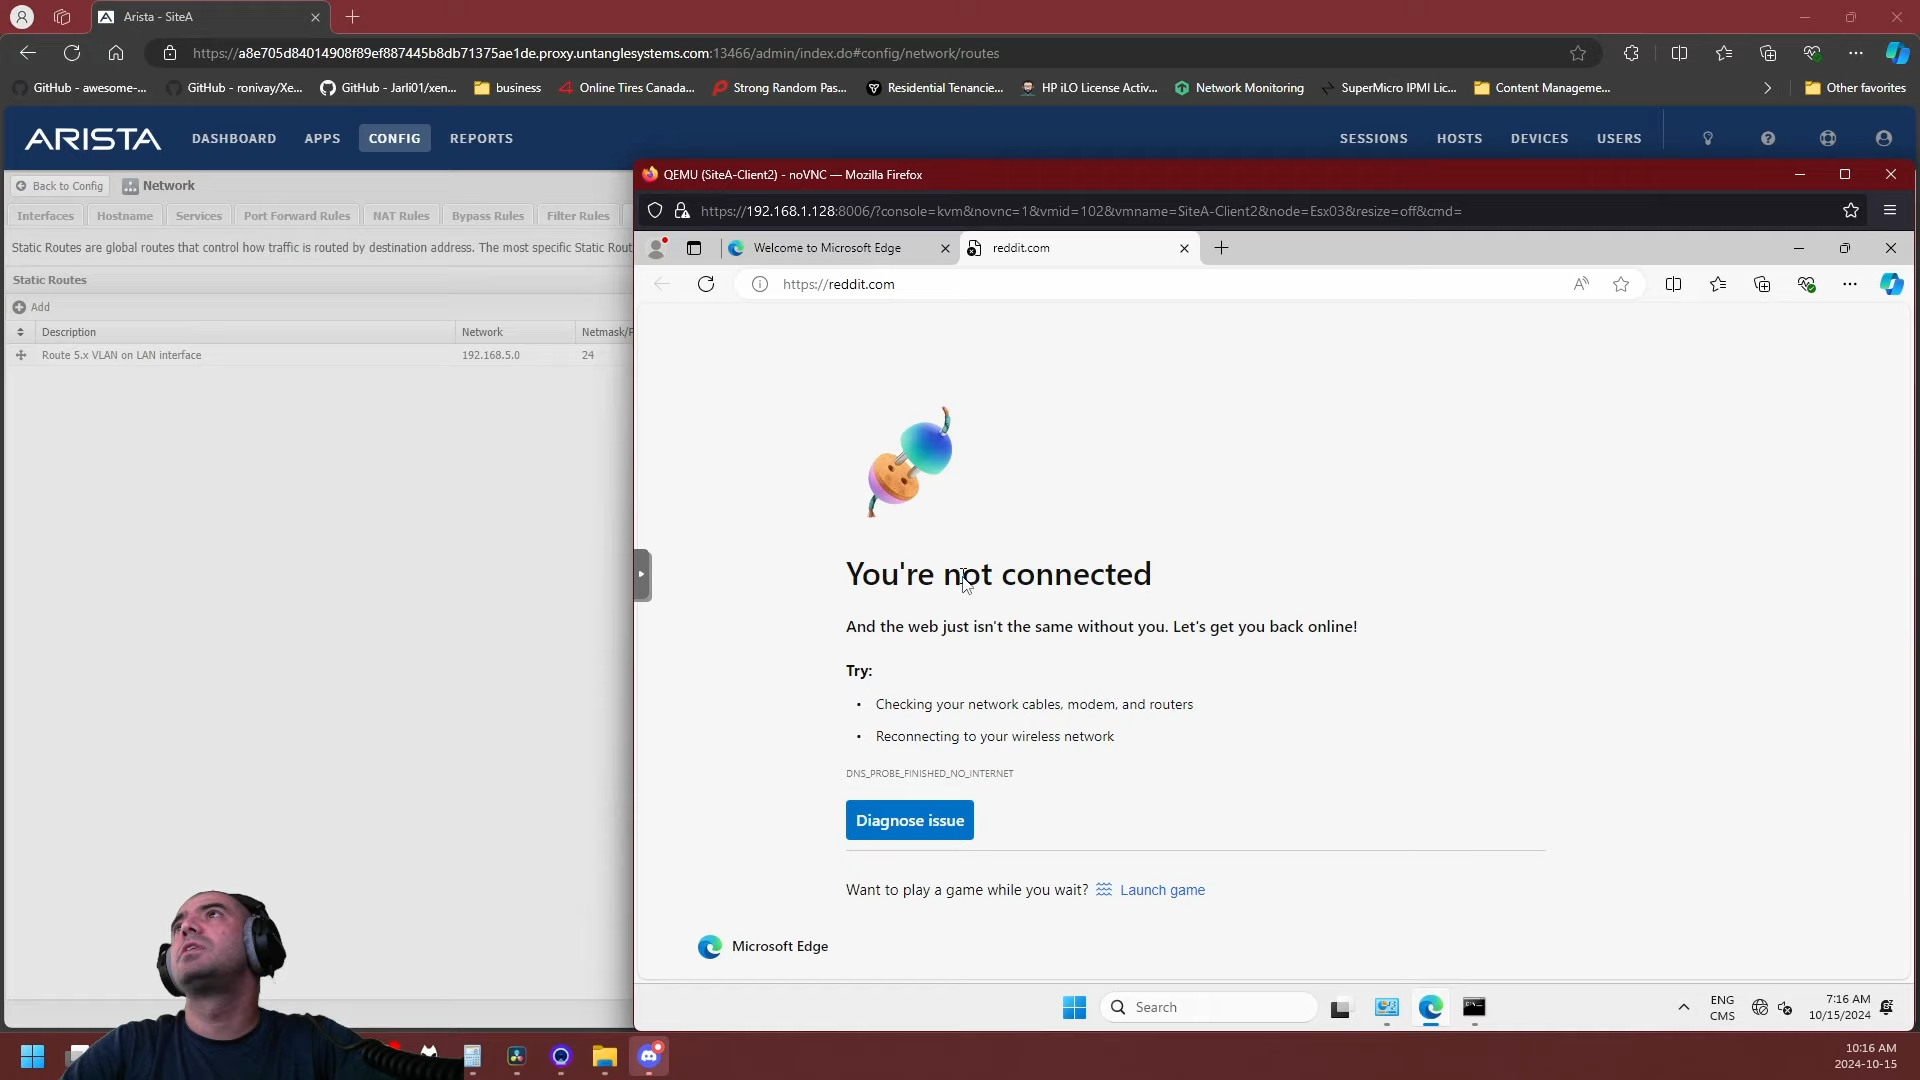 Arista - SiteA
https://a8e705d84014908f89ef887445b8db71375ae1de.proxy.untanglesystems.com:13466/admin/index.do#config/network/routes
GitHub - awesome-...
GitHub - ronivay/Xe...
GitHub - Jarli01/xen...
business
Online Tires Canada...
Strong Random Pas...
Residential Tenancie...
HP iLO License Activ...
Network Monitoring
SuperMicro IPMI Lic...
Content Manageme...
Other favorites
ARISTA
DASHBOARD
APPS
CONFIG
REPORTS
SESSIONS
HOSTS
DEVICES
USERS
Back to Config
Network
Interfaces
Hostname
Services
Port Forward Rules
NAT Rules
Bypass Rules
Filter Rules
Static Routes are global routes that control how traffic is routed by destination address. The most specific Static Rout
Static Routes
Add
Description
Network
Netmask/P
Route 5.x VLAN on LAN interface
192.168.5.0
24
QEMU (SiteA-Client2) - noVNC — Mozilla Firefox
https://192.168.1.128:8006/?console=kvm&novnc=1&vmid=102&vmname=SiteA-Client2&node=Esx03&resize=off&cmd=
Welcome to Microsoft Edge
reddit.com
https://reddit.com
You're not connected
And the web just isn't the same without you. Let's get you back online!
Try:
• Checking your network cables, modem, and routers
• Reconnecting to your wireless network
DNS_PROBE_FINISHED_NO_INTERNET
Diagnose issue
Want to play a game while you wait?
Launch game
Microsoft Edge
Search
ENG
CMS
7:16 AM
10/15/2024
10:16 AM
2024-10-15